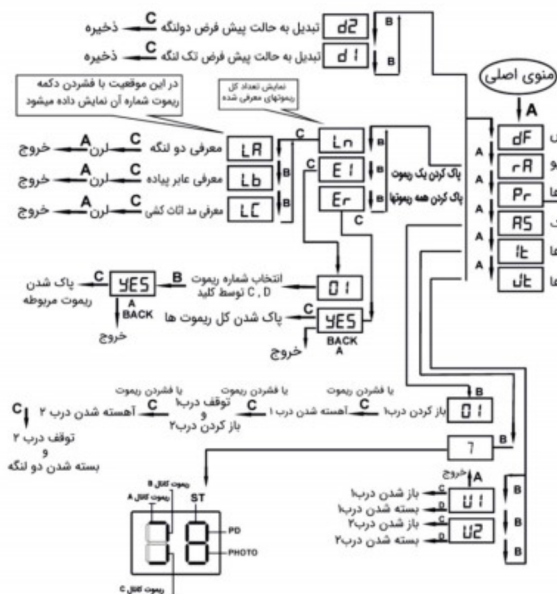 تبدیل به حالت پیش فرض دولنگه C ذخیره
d2
B
تبدیل به حالت پیش فرض تک لنگه C ذخیره
d1
B
منوی اصلی
A
در این موقعیت با فشردن دکمه
ریموت شماره آن نمایش داده میشود
نمایش تعداد کل
ریموتهای معرفی شده
dF
rA
Pr
AS
It
Jt
A
A
A
A
A
Ln
E1
Er
B
B
B
C
C
C
پاک کردن یک ریموت
پاک کردن همه ریموتها
LA
معرفی دو لنگه C لرن A خروج
Lb
معرفی عابر پیاده C لرن A خروج
LC
معرفی مد اثاث کشی C لرن A خروج
B
B
01
انتخاب شماره ریموت
C , D توسط کلید
B
YES
A
BACK
خروج
C
پاک شدن
ریموت مربوطه
YES
BACK
A
C
پاک شدن کل ریموت ها
خروج
B
01
باز کردن درب۱
C
یا فشردن ریموت
آهسته شدن درب ۱
C
یا فشردن ریموت
توقف درب۱
و
باز کردن درب۲
C
یا فشردن ریموت
آهسته شدن درب ۲
C
توقف درب ۲
و
بسته شدن دو لنگه
7
B
خروج A
U1
C باز شدن درب۱
D بسته شدن درب۱
U2
C باز شدن درب۲
D بسته شدن درب۲
B
B
B
ریموت کانال B
ریموت کانال A
ST
PD
PHOTO
ریموت کانال C